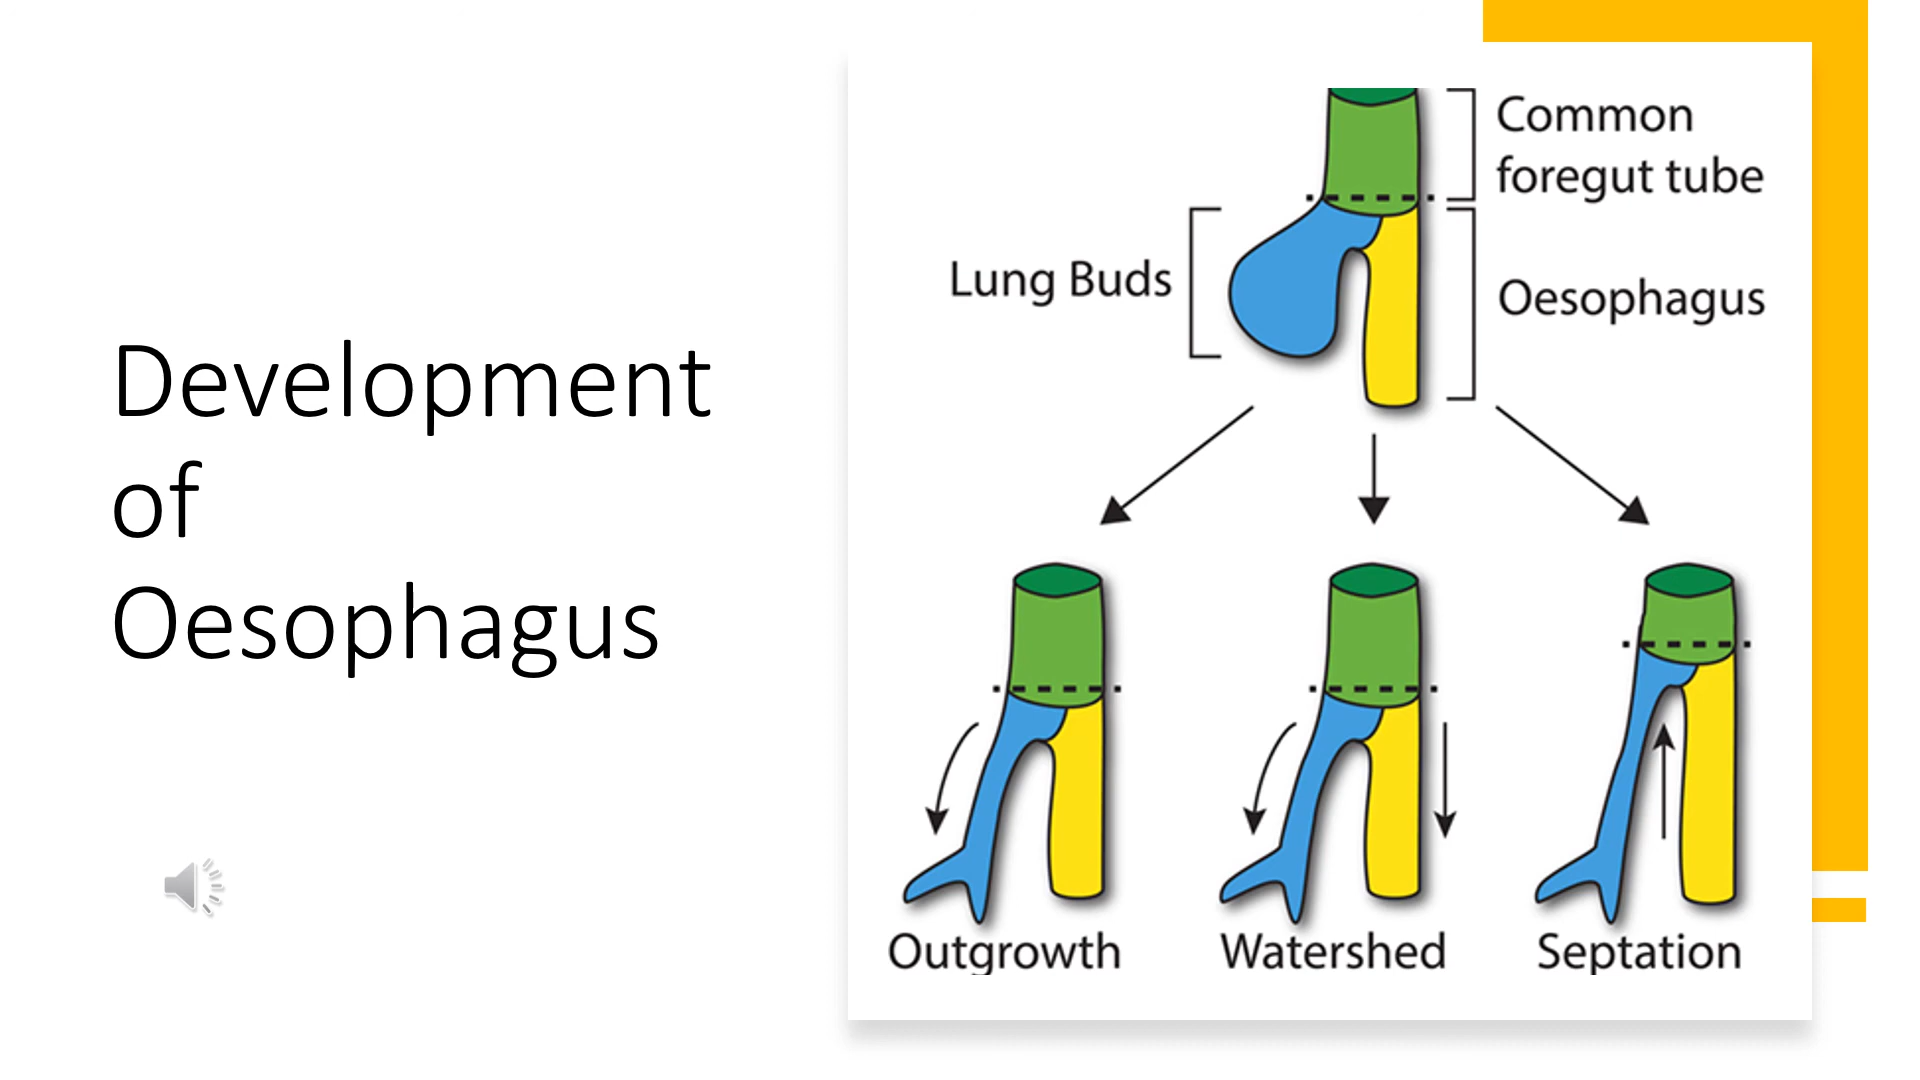 Development
of
Oesophagus
Common
foregut tube
Lung Buds
Oesophagus
Outgrowth
Watershed
Septation